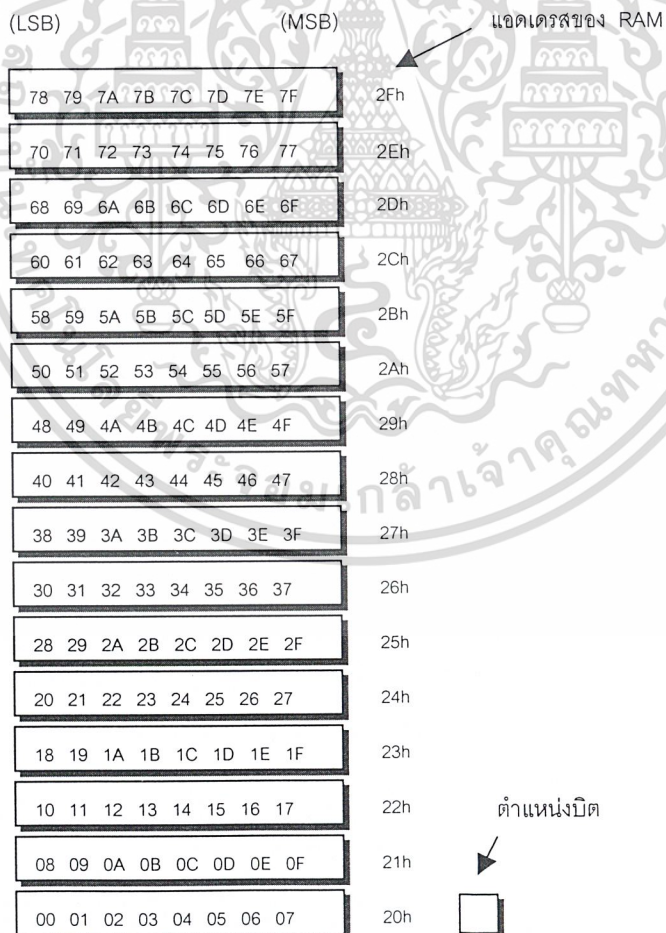 (LSB) (MSB) แอดเดรสของ RAM
78 79 7A 7B 7C 7D 7E 7F 2Fh
70 71 72 73 74 75 76 77 2Eh
68 69 6A 6B 6C 6D 6E 6F 2Dh
60 61 62 63 64 65 66 67 2Ch
58 59 5A 5B 5C 5D 5E 5F 2Bh
50 51 52 53 54 55 56 57 2Ah
48 49 4A 4B 4C 4D 4E 4F 29h
40 41 42 43 44 45 46 47 28h
38 39 3A 3B 3C 3D 3E 3F 27h
30 31 32 33 34 35 36 37 26h
28 29 2A 2B 2C 2D 2E 2F 25h
20 21 22 23 24 25 26 27 24h
18 19 1A 1B 1C 1D 1E 1F 23h
10 11 12 13 14 15 16 17 22h ตำแหน่งบิต
08 09 0A 0B 0C 0D 0E 0F 21h
00 01 02 03 04 05 06 07 20h